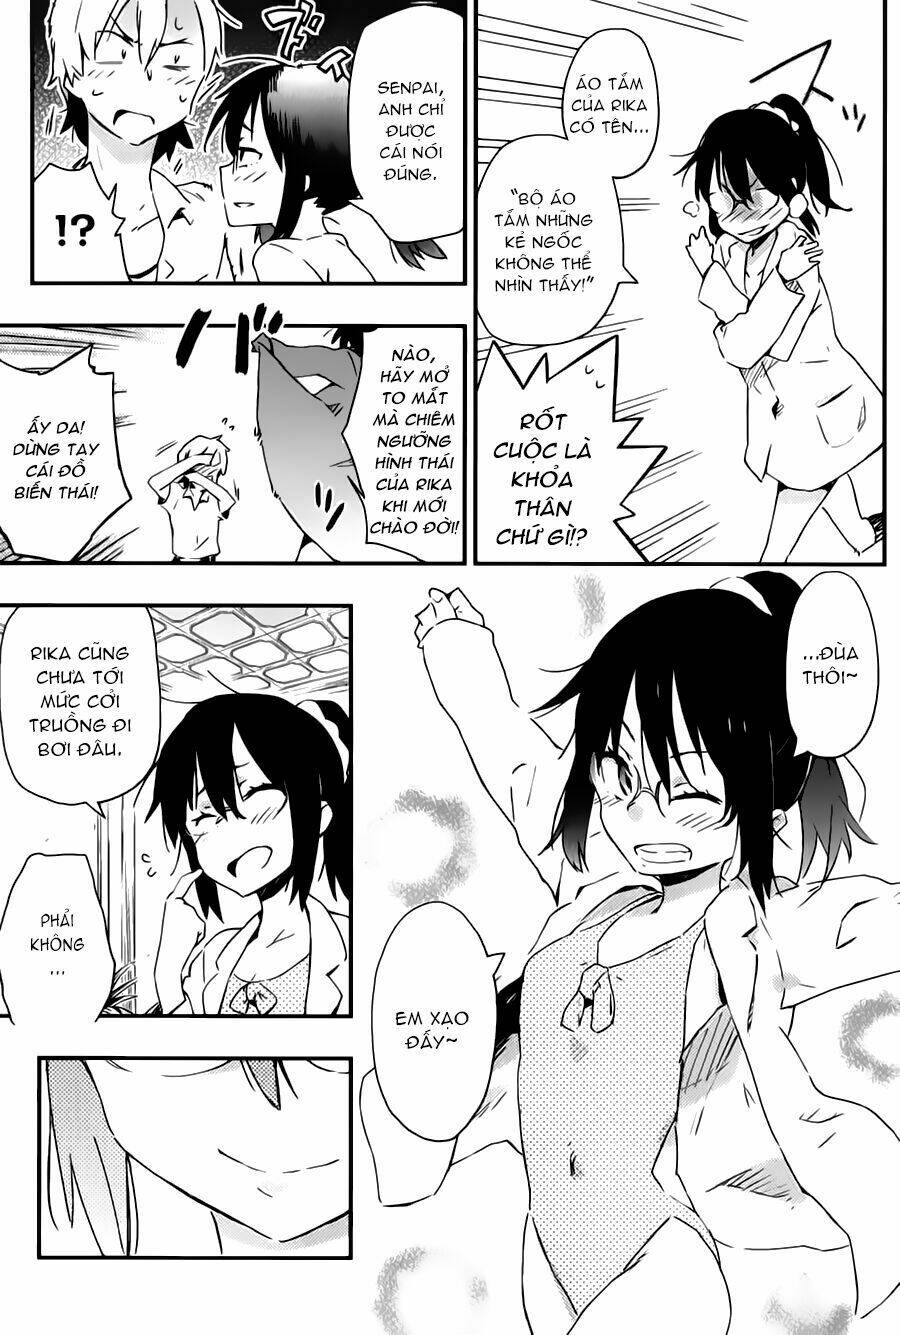 ÁO TẮM
CỦA RIKA
CÓ TÊN...
"BỘ ÁO
TẮM NHỮNG
KẺ NGỐC
KHÔNG THỂ
NHÌN THẤY!"
RỐT
CUỘC LÀ
KHỎA
THÂN
CHỨ GÌ!?
SENPAI,
ANH CHỈ
ĐƯỢC
CÁI NÓI
ĐÚNG.
!?
NÀO,
HÃY MỞ
TO MẮT
MÀ CHIÊM
NGƯỠNG
HÌNH THÁI
CỦA RIKA
KHI MỚI
CHÀO ĐỜI!
ẤY DA!
DỪNG TAY
CÁI ĐỒ
BIẾN THÁI!
...ĐÙA
THÔI~
EM XẠO
ĐẤY~
RIKA CŨNG
CHƯA TỚI
MỨC CỞI
TRUỒNG ĐI
BƠI ĐÂU.
PHẢI
KHÔNG
...